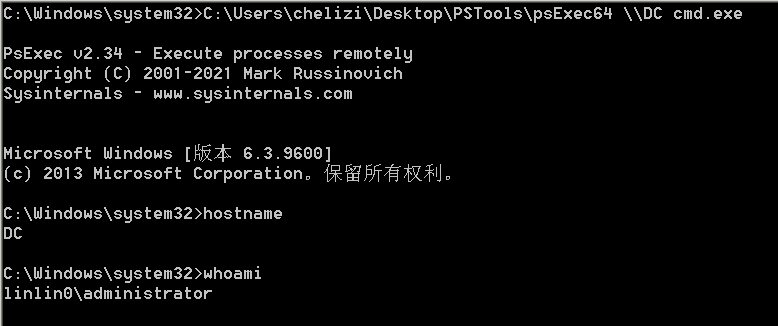 C:\Windows\system32>C:\Users\chelizi\Desktop\PSTools\psExec64 \\DC cmd.exe
PsExec v2.34 - Execute processes remotely
Copyright (C) 2001-2021 Mark Russinovich
Sysinternals - www.sysinternals.com
Microsoft Windows [版本 6.3.9600]
(c) 2013 Microsoft Corporation。保留所有权利。
C:\Windows\system32>hostname
DC
C:\Windows\system32>whoami
linlin0\administrator